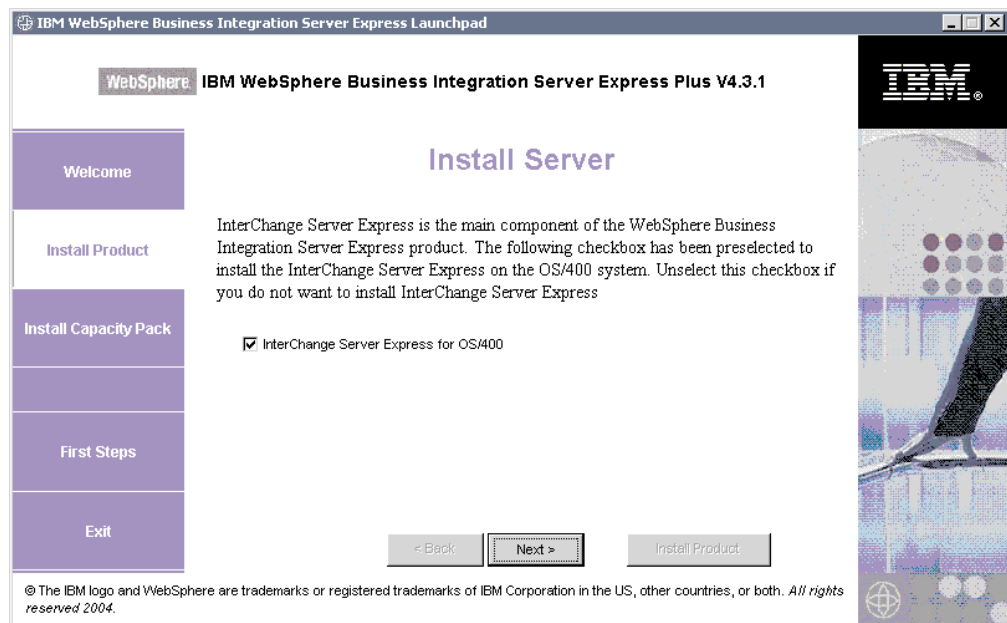 IBM WebSphere Business Integration Server Express Launchpad
WebSphere. IBM WebSphere Business Integration Server Express Plus V4.3.1
IBM®
Welcome
Install Product
Install Capacity Pack
First Steps
Exit
Install Server
InterChange Server Express is the main component of the WebSphere Business
Integration Server Express product. The following checkbox has been preselected to
install the InterChange Server Express on the OS/400 system. Unselect this checkbox if
you do not want to install InterChange Server Express
InterChange Server Express for OS/400
< Back
Next >
Install Product
© The IBM logo and WebSphere are trademarks or registered trademarks of IBM Corporation in the US, other countries, or both. All rights
reserved 2004.